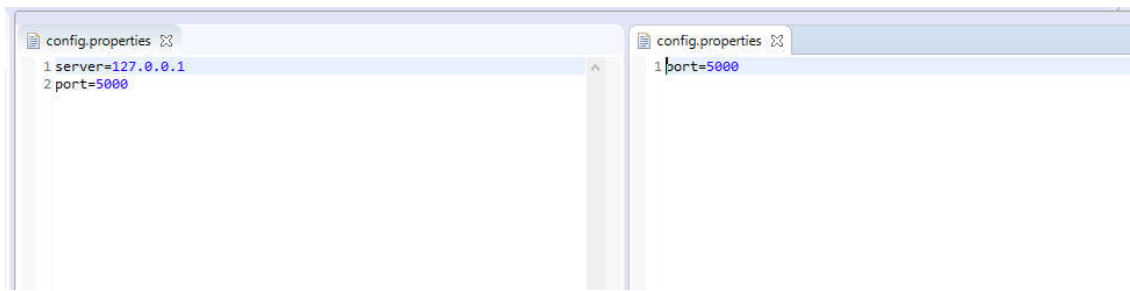 config.properties
1 server=127.0.0.1
2 port=5000
config.properties
1 port=5000